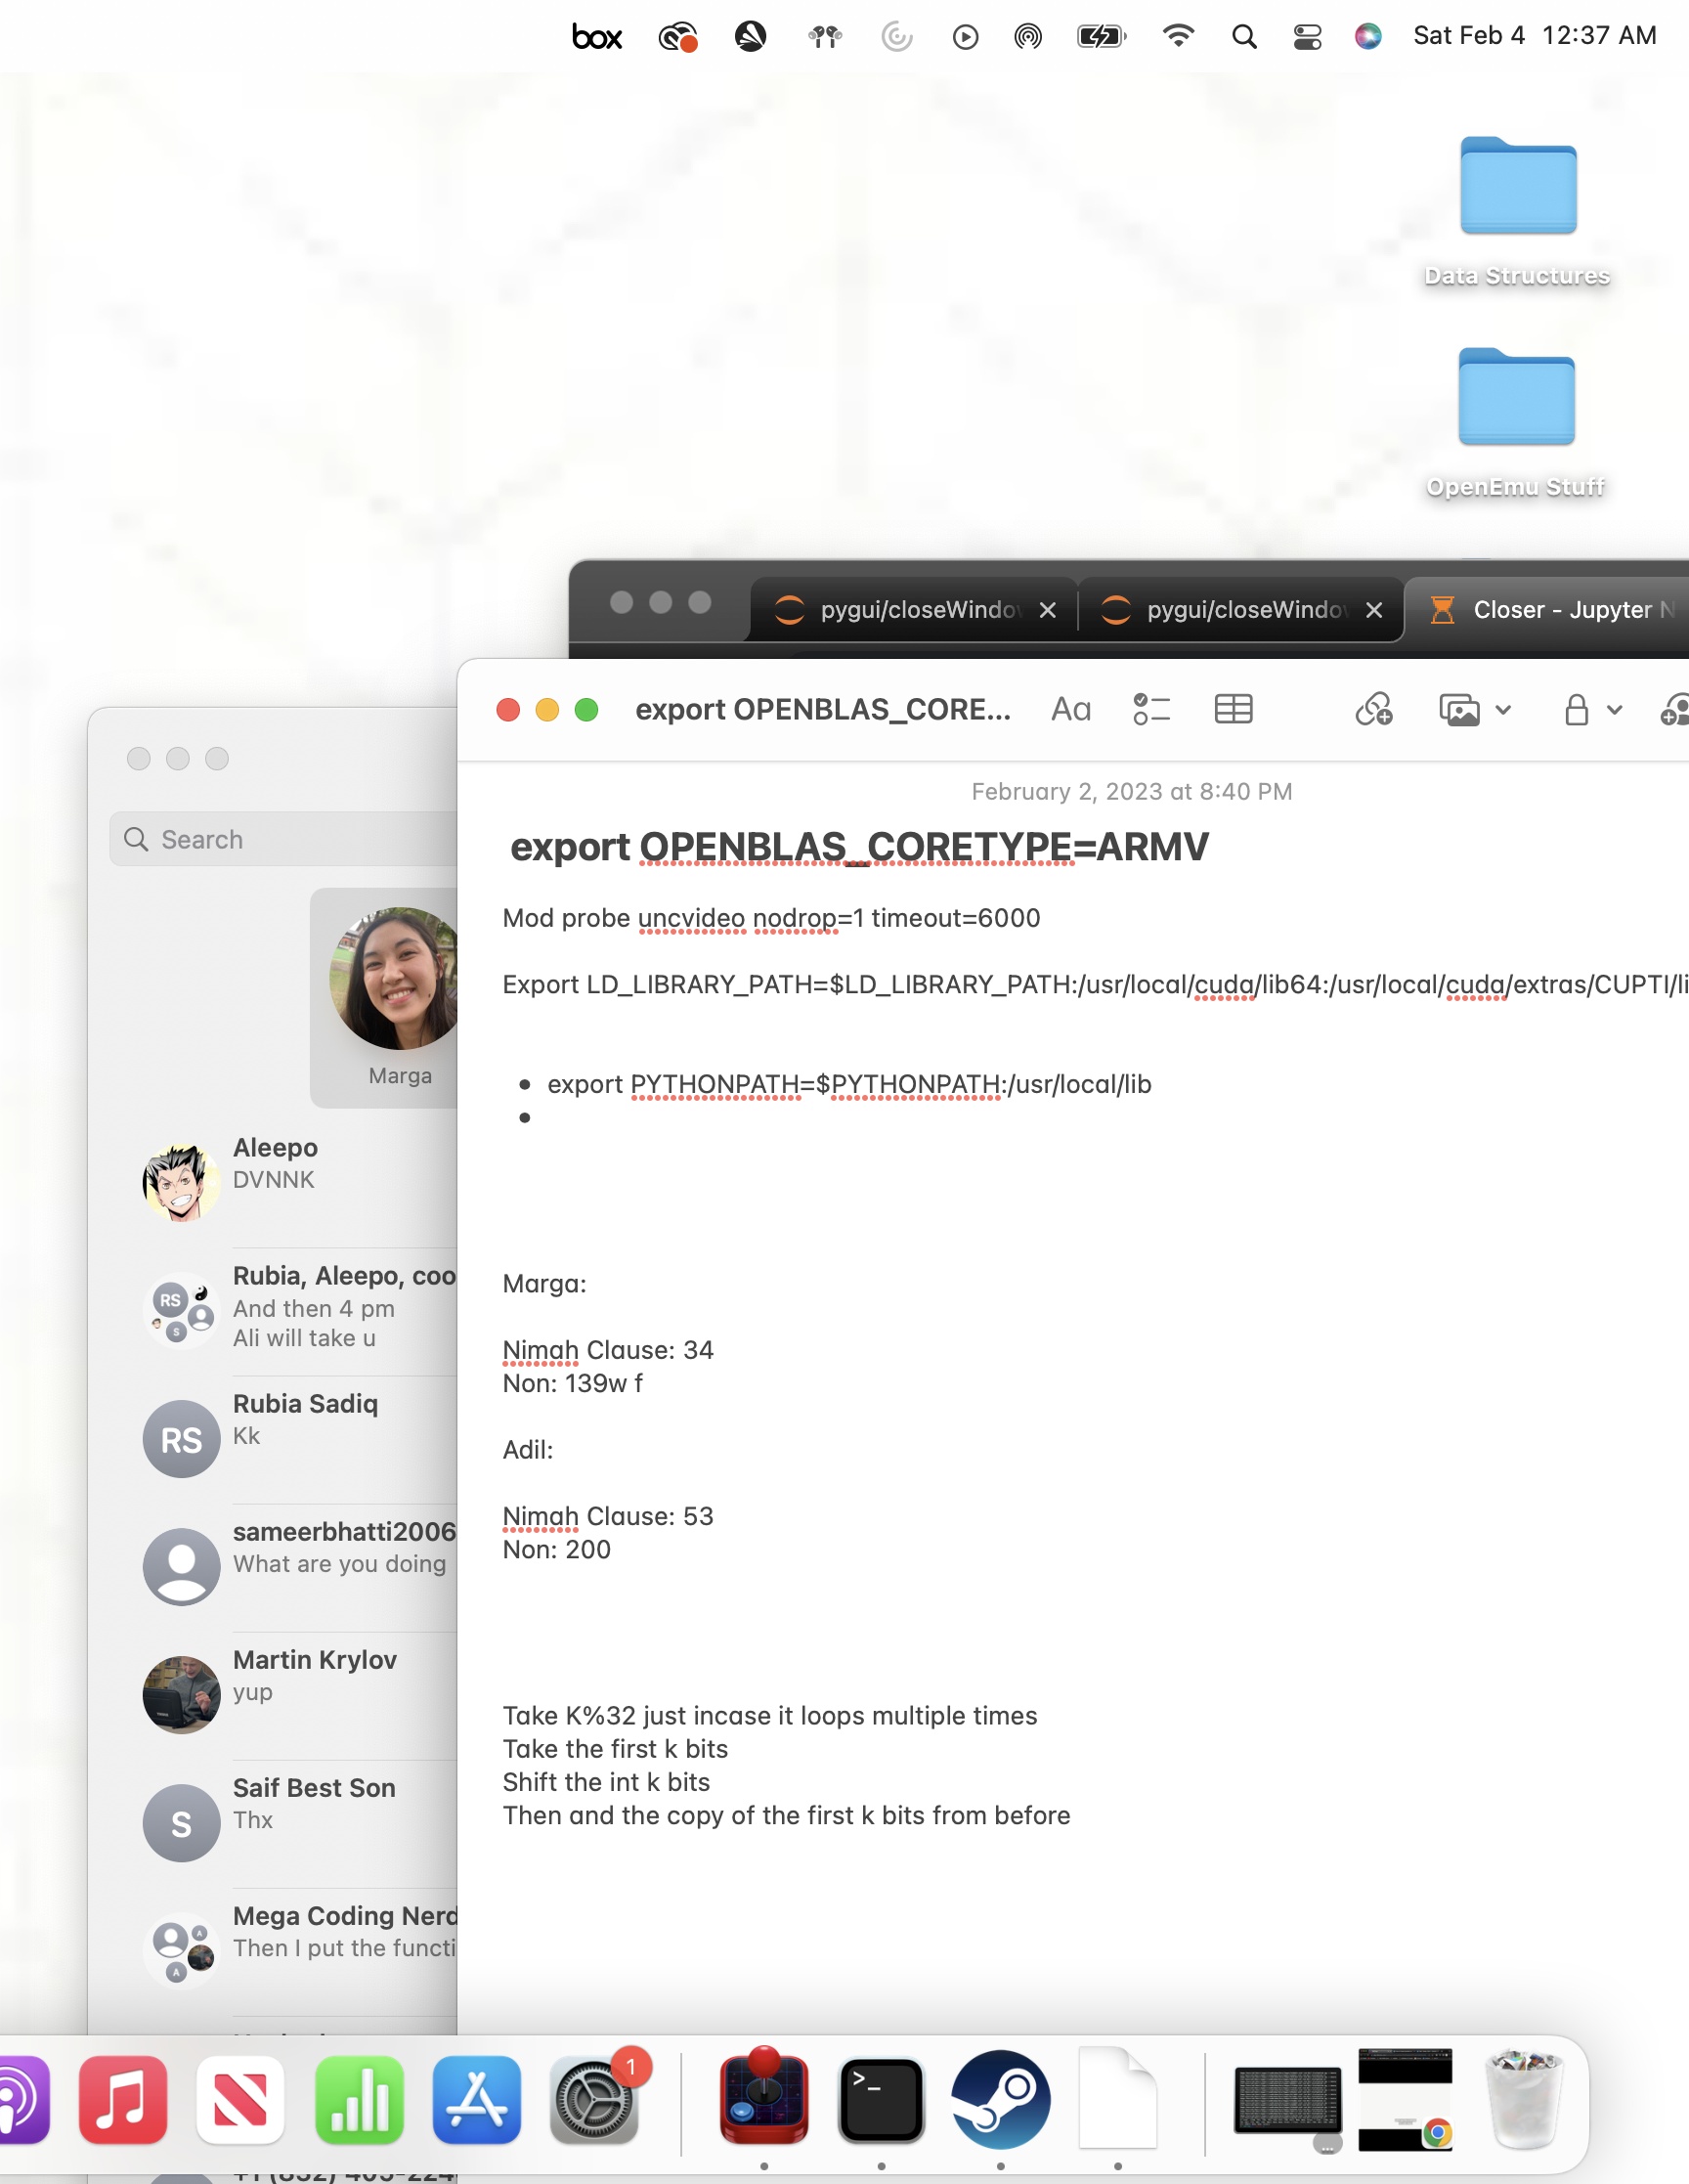 box
Sat Feb 4 12:37 AM
Data Structures
OpenEmu Stuff
pygui/closeWindo
pygui/closeWindo
Closer - Jupyter N
export OPENBLAS_CORE...
Aa
February 2, 2023 at 8:40 PM
export OPENBLAS_CORETYPE=ARMV
Mod probe uncvideo nodrop=1 timeout=6000
Export LD_LIBRARY_PATH=$LD_LIBRARY_PATH:/usr/local/cuda/lib64:/usr/local/cuda/extras/CUPTI/li
• export PYTHONPATH=$PYTHONPATH:/usr/local/lib
•
Marga:
Nimah Clause: 34
Non: 139w f
Adil:
Nimah Clause: 53
Non: 200
Take K%32 just incase it loops multiple times
Take the first k bits
Shift the int k bits
Then and the copy of the first k bits from before
Search
Marga
Aleepo
DVNNK
Rubia, Aleepo, coo
RS
S
And then 4 pm
Ali will take u
Rubia Sadiq
RS
Kk
sameerbhatti2006
What are you doing
Martin Krylov
yup
Saif Best Son
S
Thx
Mega Coding Nerd
A
A
Then I put the functi
1
>_